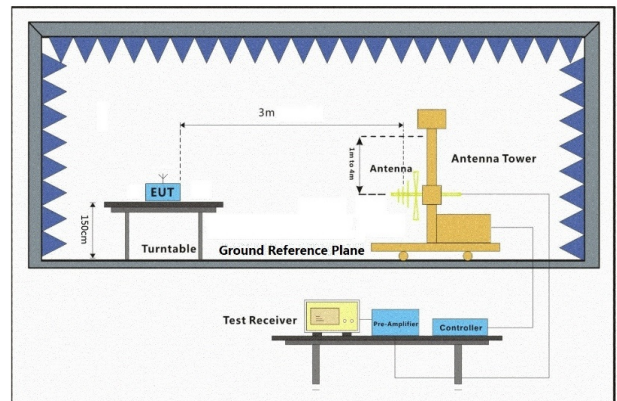 3m
1m to 4m
Antenna
Antenna Tower
EUT
150cm
Turntable
Ground Reference Plane
Test Receiver
Pre-Amplifier
Controller